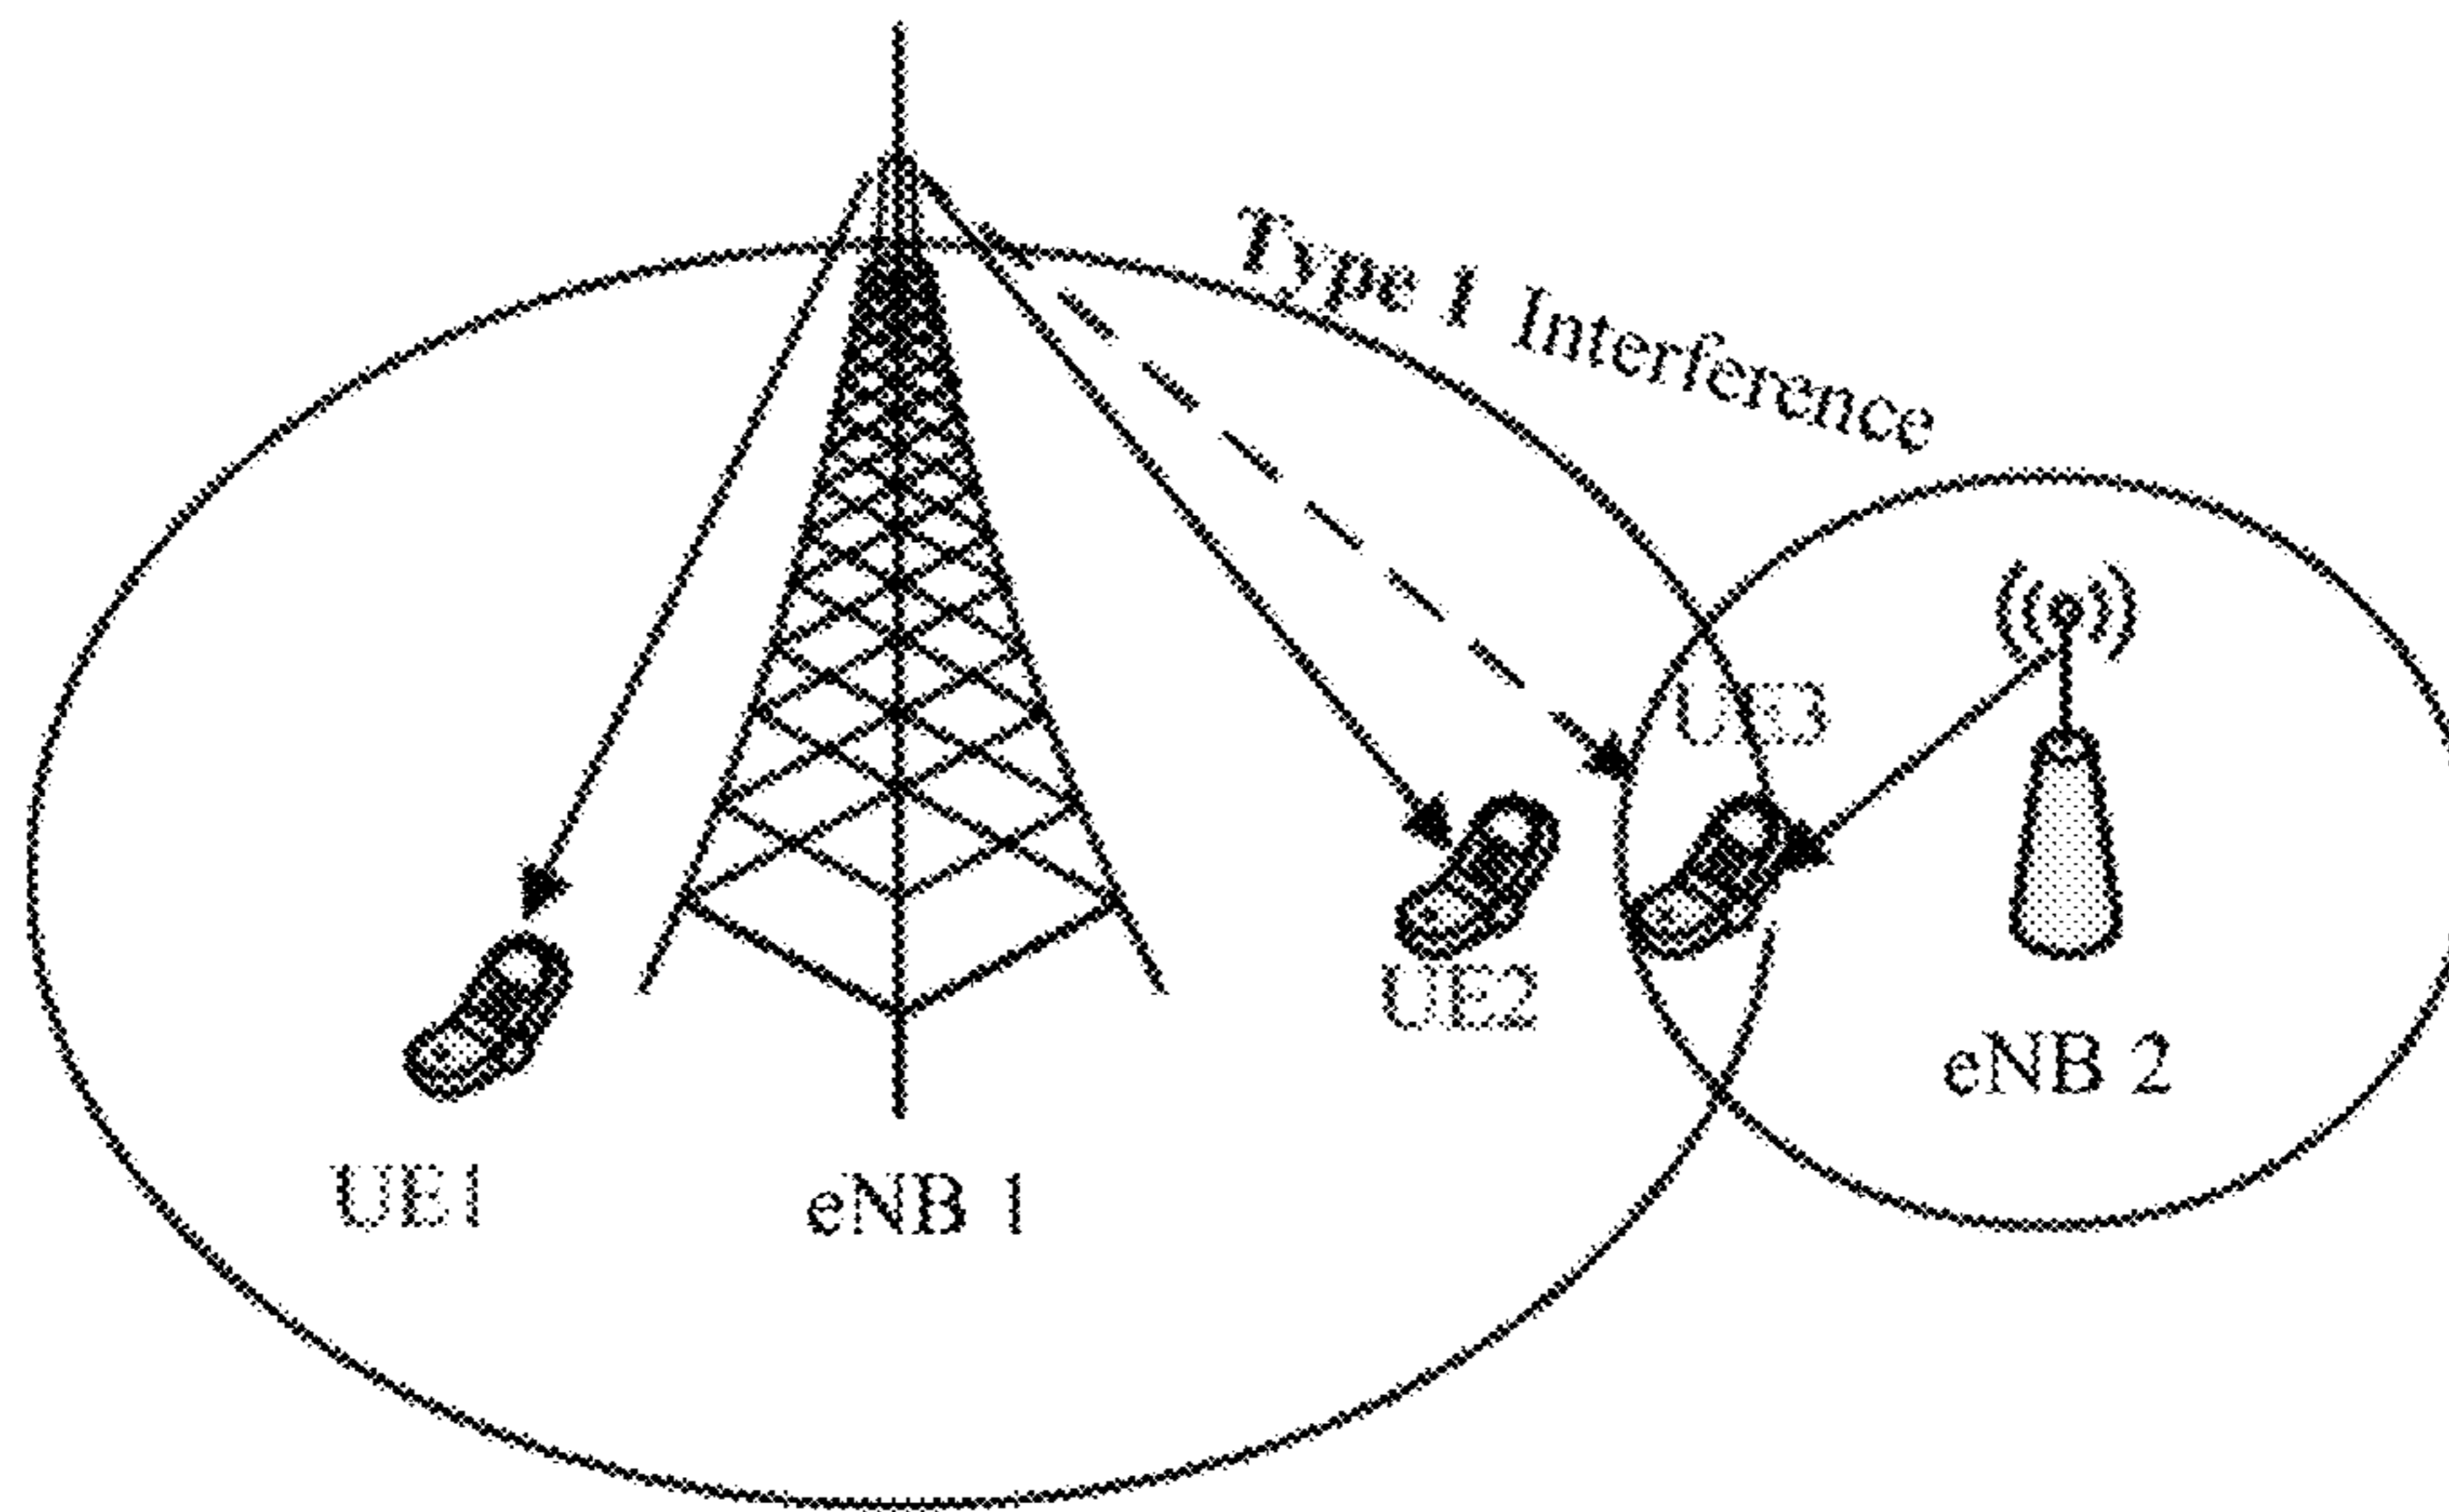 Type 1 Interference
UE3
UE2
eNB 2
UE1
eNB 1